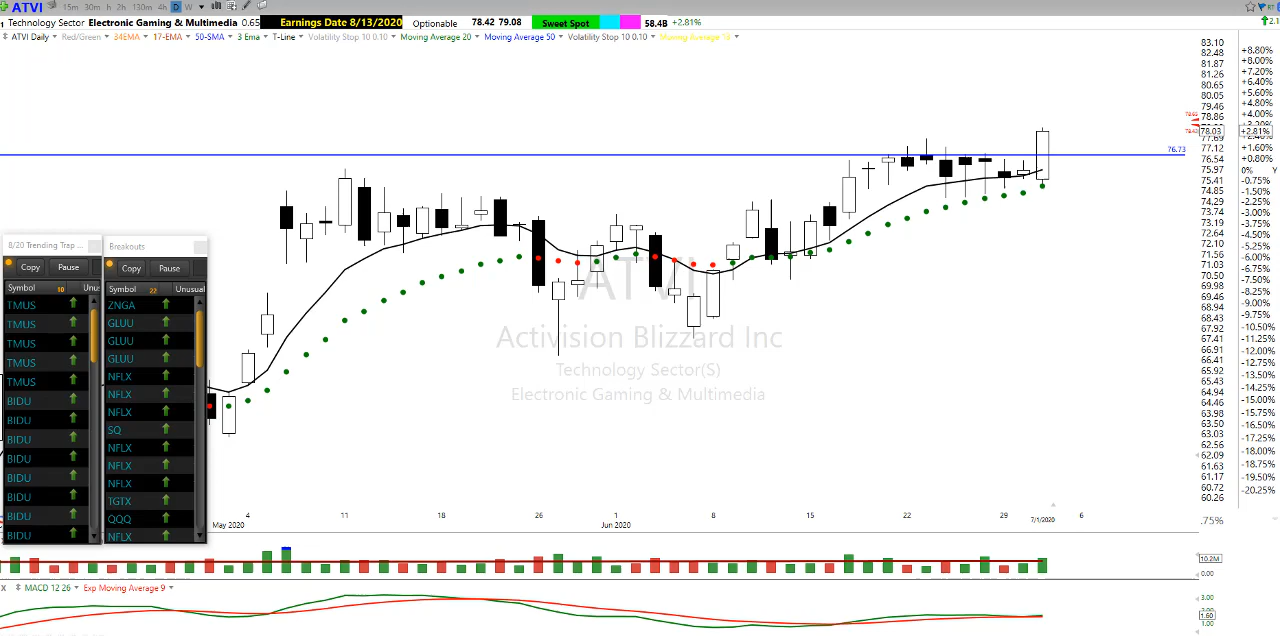 ATVI 15m 30m h 2h 130m 4h D W
Technology Sector Electronic Gaming & Multimedia 0.65 Earnings Date 8/13/2020 Optionable 78.42 79.08 Sweet Spot 58.4B +2.81%
ATVI Daily Red/Green 34EMA 17-EMA 50-SMA 3 Ema T-Line Volatility Stop 10 0.10 Moving Average 20 Moving Average 50 Volatility Stop 10 0.10
83.10
82.48
81.87
81.26
80.65
80.05
79.46
78.86
78.03
77.69
77.12
76.54
75.97
75.41
74.85
74.29
73.74
73.19
72.64
72.10
71.57
71.03
70.50
69.98
69.46
68.94
68.43
67.92
67.41
66.91
66.41
65.92
65.43
64.94
64.46
63.98
63.50
63.03
62.56
62.09
61.63
61.17
60.72
60.26
.75%
+8.80%
+8.00%
+7.20%
+6.40%
+5.60%
+4.80%
+4.00%
+2.81%
+1.60%
+0.80%
0% Y
-0.75%
-1.50%
-2.25%
-3.00%
-3.75%
-4.50%
-5.25%
-6.00%
-6.75%
-7.50%
-8.25%
-9.00%
-9.75%
-10.50%
-11.25%
-12.00%
-12.75%
-13.50%
-14.25%
-15.00%
-15.75%
-16.50%
-17.25%
-18.00%
-18.75%
-19.50%
-20.25%
76.73
ATVI
Activision Blizzard Inc
Technology Sector(S)
Electronic Gaming & Multimedia
8/20 Trending Trap ...
Copy Pause
Symbol 10 Unu
TMUS
TMUS
TMUS
TMUS
TMUS
BIDU
BIDU
BIDU
BIDU
BIDU
BIDU
BIDU
BIDU
Breakouts
Copy Pause
Symbol 22 Unusual
ZNGA
GLUU
GLUU
GLUU
NFLX
NFLX
NFLX
SQ
NFLX
NFLX
NFLX
TGTX
QQQ
NFLX
4 11 18 26 1 8 15 22 29 6
May 2020 Jun 2020 7/1/2020
10.2M
0.00
X MACD 12 26 Exp Moving Average 9
3.00
1.60
1.00